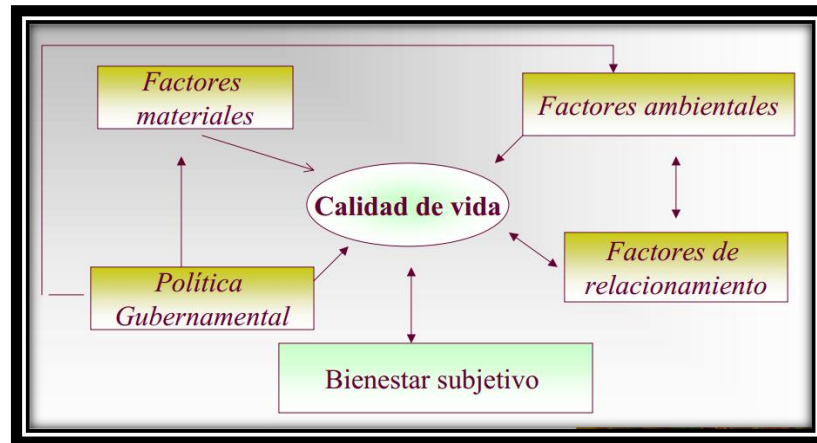 Factores
materiales
Factores ambientales
Calidad de vida
Política
Gubernamental
Factores de
relacionamiento
Bienestar subjetivo